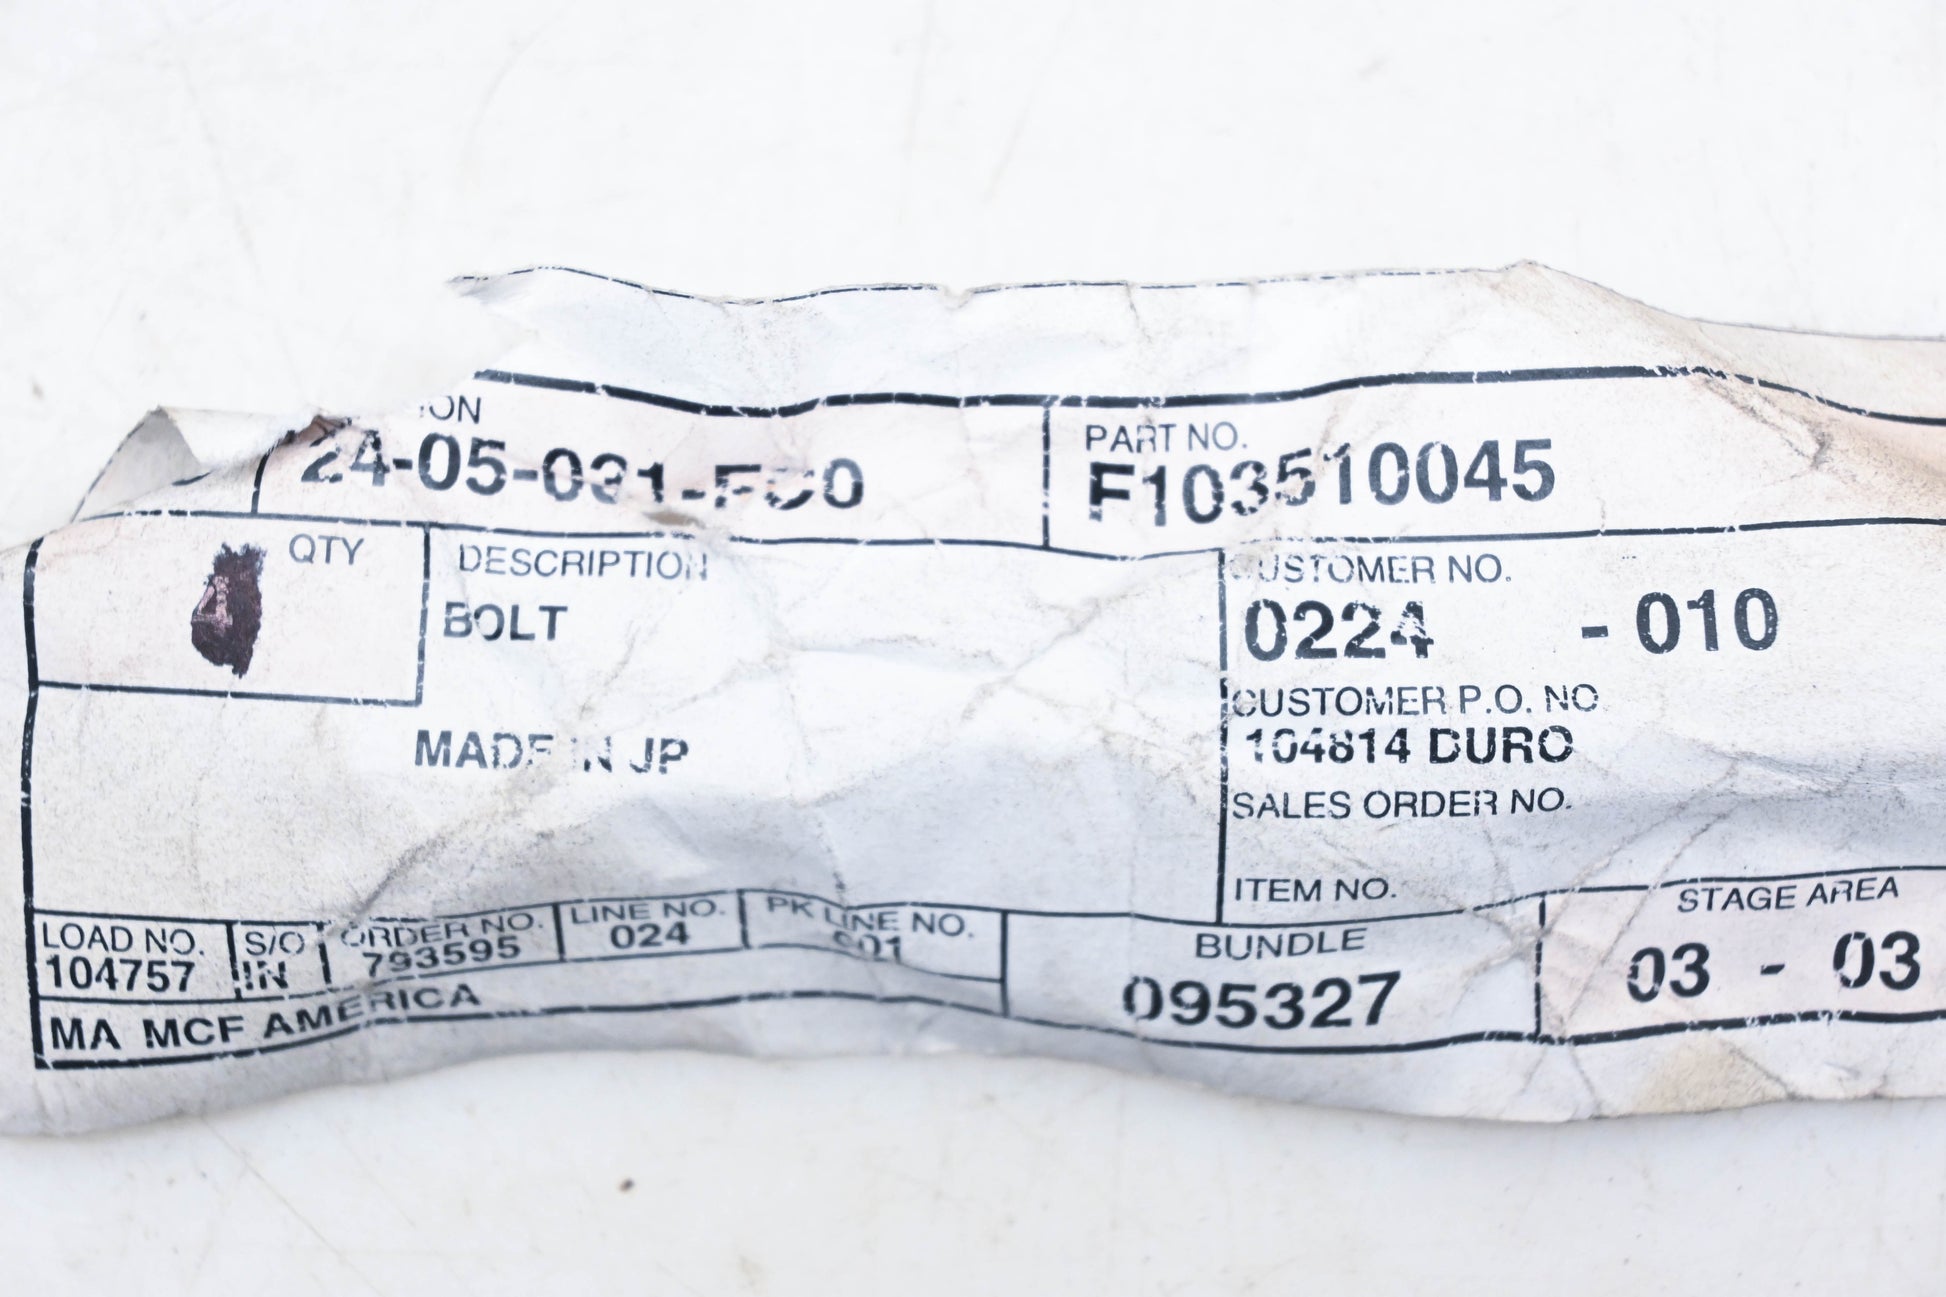 24-05-031-F00
PART NO.
F103510045
QTY
DESCRIPTION
BOLT
MADE IN JP
CUSTOMER NO.
0224 - 010
CUSTOMER P.O. NO.
104814 DURO
SALES ORDER NO.
ITEM NO.
LOAD NO.
104757
S/O
IN
ORDER NO.
793595
LINE NO.
024
PK LINE NO.
001
BUNDLE
095327
STAGE AREA
03 - 03
MA MCF AMERICA